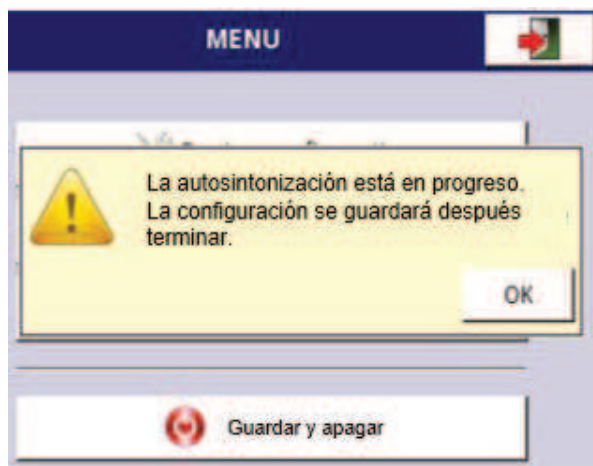 MENU
La autosintonización está en progreso.
La configuración se guardará después
terminar.
OK
Guardar y apagar